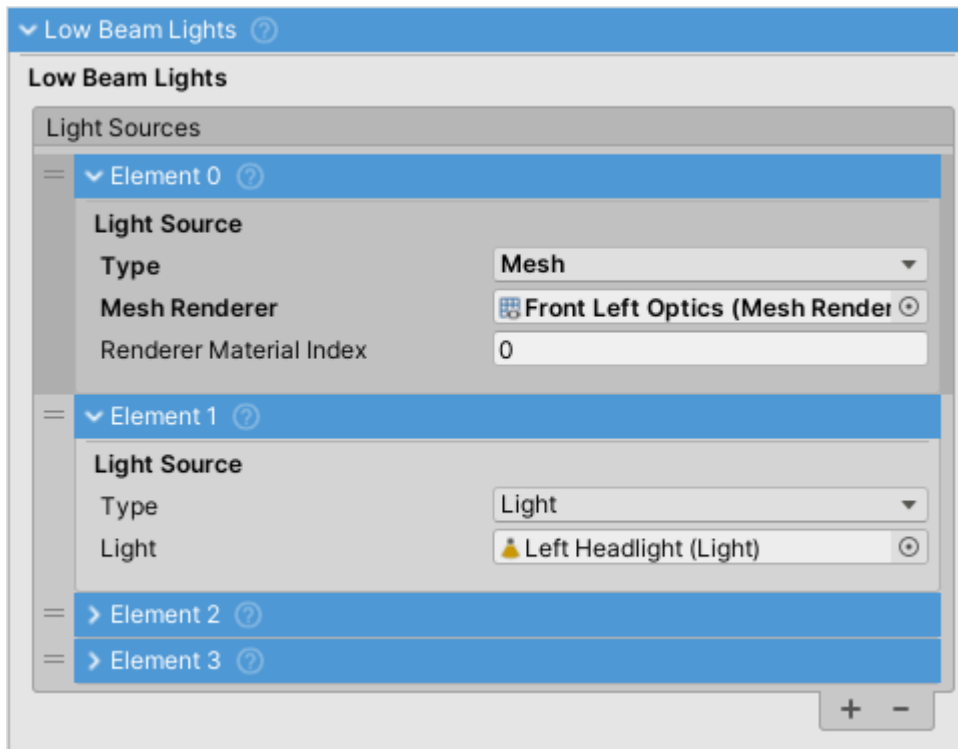 Low Beam Lights ?
Low Beam Lights
Light Sources
Element 0 ?
Light Source
Type Mesh
Mesh Renderer Front Left Optics (Mesh Render
Renderer Material Index 0
Element 1 ?
Light Source
Type Light
Light Left Headlight (Light)
Element 2 ?
Element 3 ?
+ -